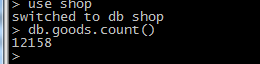 > use shop
switched to db shop
> db.goods.count()
12158
>